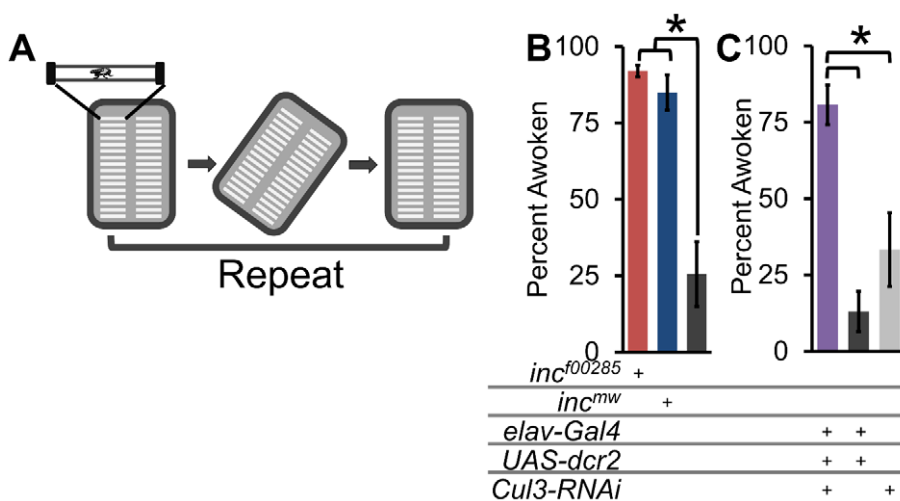 A
Repeat
B
*
Percent Awoken
100
75
50
25
0
C
*
Percent Awoken
100
75
50
25
0
inc^f00285 +
inc^mw +
elav-Gal4 + +
UAS-dcr2 + +
Cul3-RNAi + +